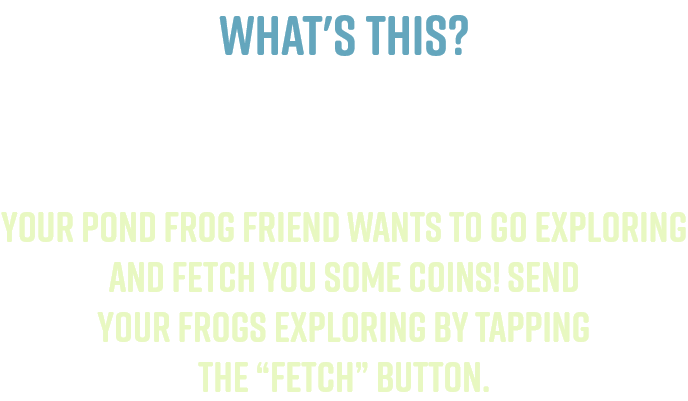 WHAT'S THIS?
YOUR POND FROG FRIEND WANTS TO GO EXPLORING
AND FETCH YOU SOME COINS! SEND
YOUR FROGS EXPLORING BY TAPPING
THE “FETCH” BUTTON.